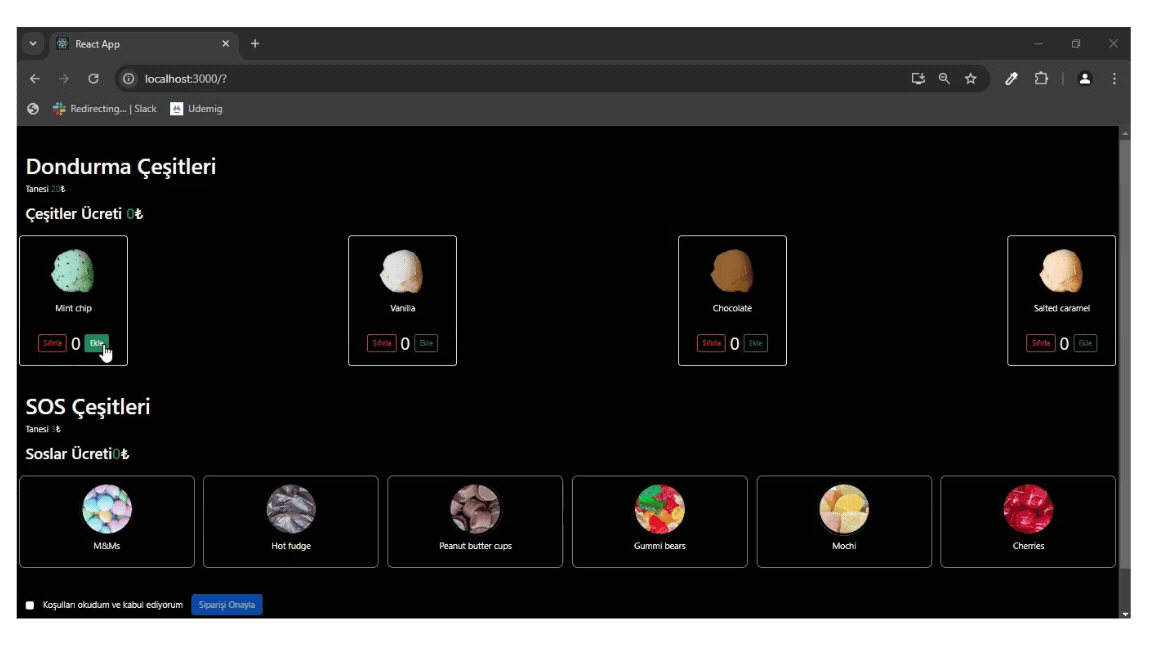 React App
localhost:3000/?
Redirecting... | Slack Udemig
Dondurma Çeşitleri
Tanesi 20₺
Çeşitler Ücreti 0₺
Mint chip Vanilla Chocolate Salted caramel
Sıfırla 0 Ekle Sıfırla 0 Ekle Sıfırla 0 Ekle Sıfırla 0 Ekle
SOS Çeşitleri
Tanesi 3₺
Soslar Ücreti0₺
M&Ms Hot fudge Peanut butter cups Gummi bears Mochi Cherries
Koşulları okudum ve kabul ediyorum Siparişi Onayla